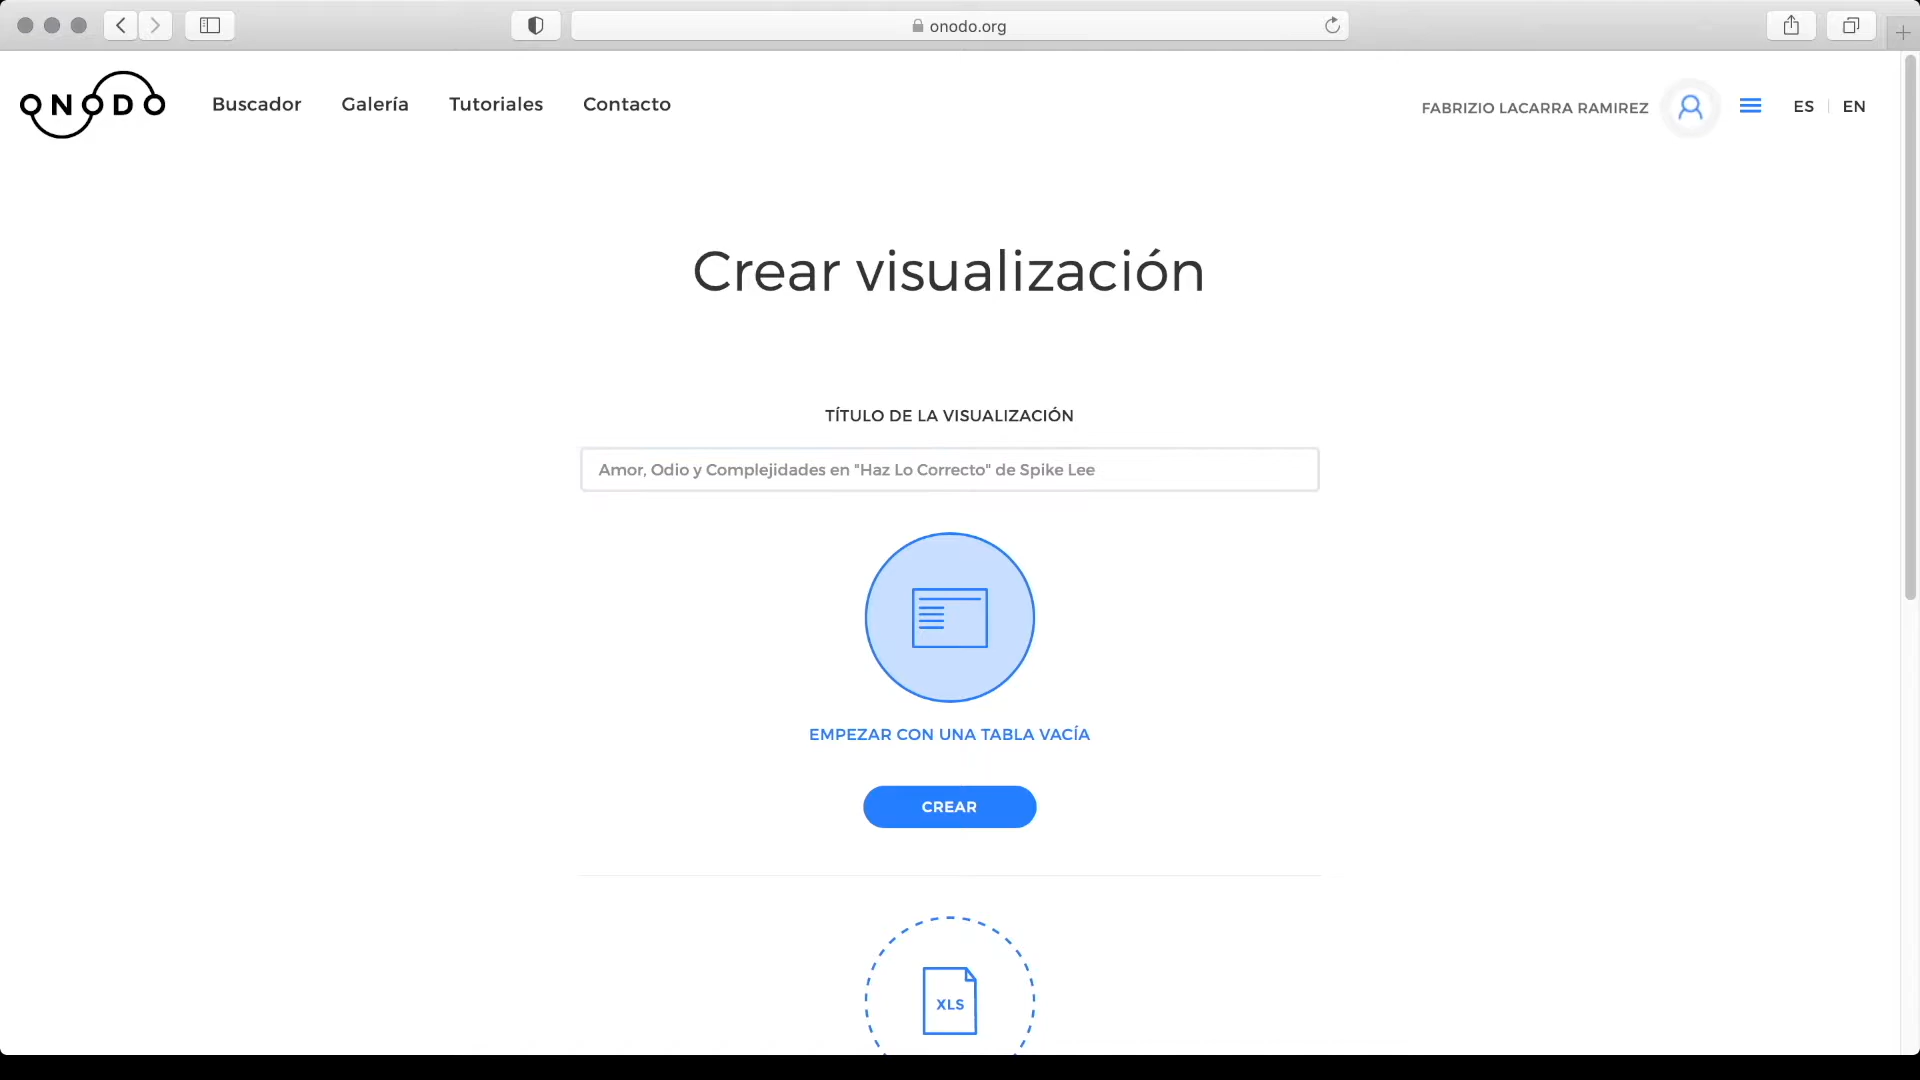 onodo.org
ONODO
Buscador
Galería
Tutoriales
Contacto
FABRIZIO LACARRA RAMIREZ
ES
EN
Crear visualización
TÍTULO DE LA VISUALIZACIÓN
Amor, Odio y Complejidades en "Haz Lo Correcto" de Spike Lee
EMPEZAR CON UNA TABLA VACÍA
CREAR
XLS